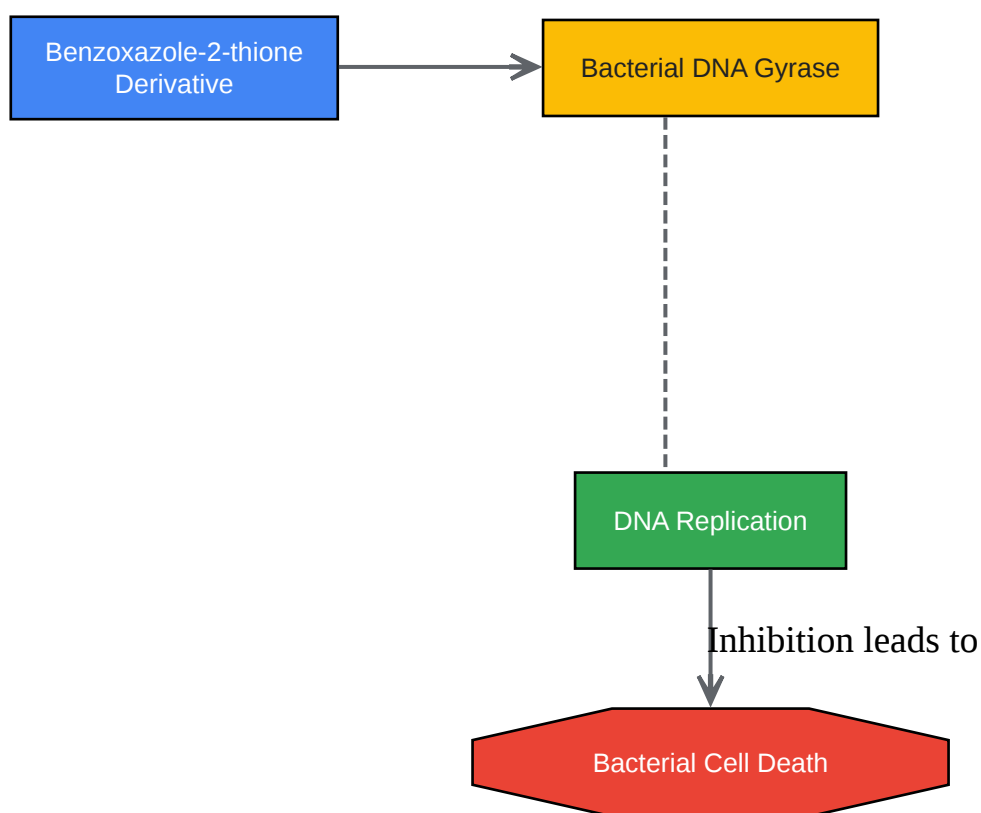 Benzoxazole-2-thione
Derivative
Bacterial DNA Gyrase
DNA Replication
Inhibition leads to
Bacterial Cell Death